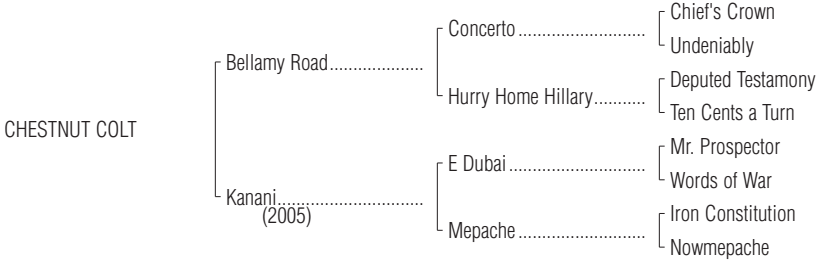 Chief's Crown
Concerto ...........................
Undeniably
Bellamy Road....................
Deputed Testamony
Hurry Home Hillary...........
Ten Cents a Turn
CHESTNUT COLT
Mr. Prospector
E Dubai .............................
Words of War
Kanani...............................
(2005)
Iron Constitution
Mepache ...........................
Nowmepache